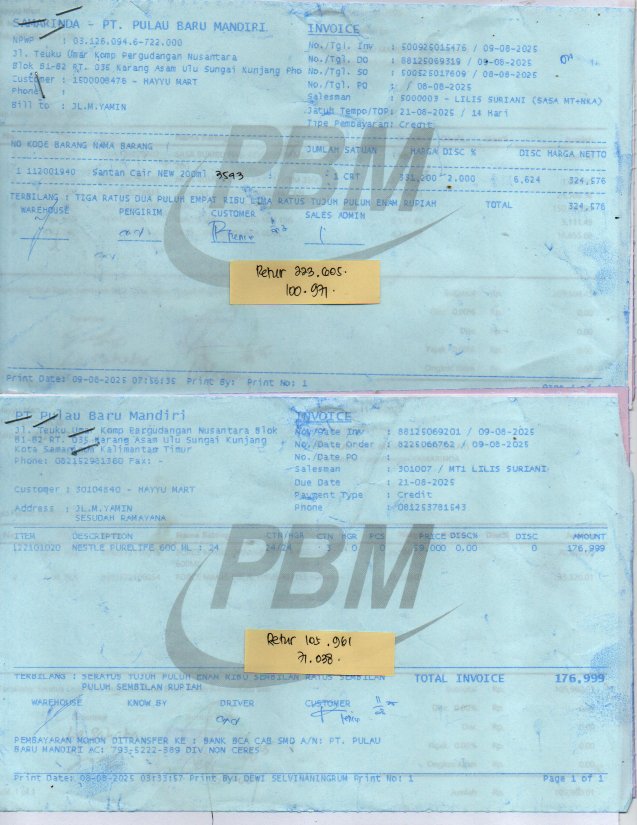 SAMARINDA - PT. PULAU BARU MANDIRI
INVOICE
NPWP : 03.126.094.6-722.000
Jl. Teuku Umar Komp Pergudangan Nusantara
Blok B1-B2 RT. 035 Karang Asam Ulu Sungai Kunjang Pho
Customer : 1500008476 - HAYYU MART
Phone :
Bill to : JL.M.YAMIN
No./Tgl. Inv : 500925015476 / 09-08-2025
No./Tgl. DO : 88125069319 / 09-08-2025
No./Tgl. SO : 500525017609 / 08-08-2025
No./Tgl. PO : / 08-08-2025
Salesman : 5000003 - LILIS SURIANI (SASA MT+NKA)
Jatuh Tempo/TOP: 21-08-2025 / 14 Hari
Type Pembayaran: Credit
NO KODE BARANG NAMA BARANG JUMLAH SATUAN HARGA DISC % DISC HARGA NETTO
1 112001940 Santan Cair NEW 200ml 3593 : 1 CRT 331,200 2.000 6,624 324,576
TERBILANG : TIGA RATUS DUA PULUH EMPAT RIBU LIMA RATUS TUJUH PULUH ENAM RUPIAH TOTAL 324,576
WAREHOUSE PENGIRIM CUSTOMER SALES ADMIN
PBM
Retur 223.605.
100.971.
Print Date: 09-08-2025 07:56:35 Print By: Print No: 1
PT Pulau Baru Mandiri
INVOICE
Jl. Teuku Umar Komp Pergudangan Nusantara Blok
B1-B2 RT. 035 Karang Asam Ulu Sungai Kunjang
Kota Samarinda Kalimantan Timur
Phone: 082152981360 Fax: -
Customer : 30104840 - HAYYU MART
Address : JL.M.YAMIN
SESUDAH RAMAYANA
No./Date Inv : 88125069201 / 09-08-2025
No./Date Order : 8225066762 / 09-08-2025
No./Date PO :
Salesman : 301007 / MT1 LILIS SURIANI
Due Date : 21-08-2025
Payment Type : Credit
Phone : 081253781543
ITEM DESCRIPTION CTN/HGR CTN HGR PCS PRICE DISC% DISC AMOUNT
122101020 NESTLE PURELIFE 600 ML : 24 24/24 3 0 0 59,000 0.00 0 176,999
PBM
Retur 105.961
71.038.
TERBILANG : SERATUS TUJUH PULUH ENAM RIBU SEMBILAN RATUS SEMBILAN
PULUH SEMBILAN RUPIAH
TOTAL INVOICE 176,999
WAREHOUSE KNOW BY DRIVER CUSTOMER
PEMBAYARAN MOHON DITRANSFER KE : BANK BCA CAB SMD A/N: PT. PULAU
BARU MANDIRI AC: 793-5222-389 DIV NON CERES
Print Date: 08-08-2025 03:33:57 Print By: DEWI SELVINANINGRUM Print No: 1
Page 1 of 1